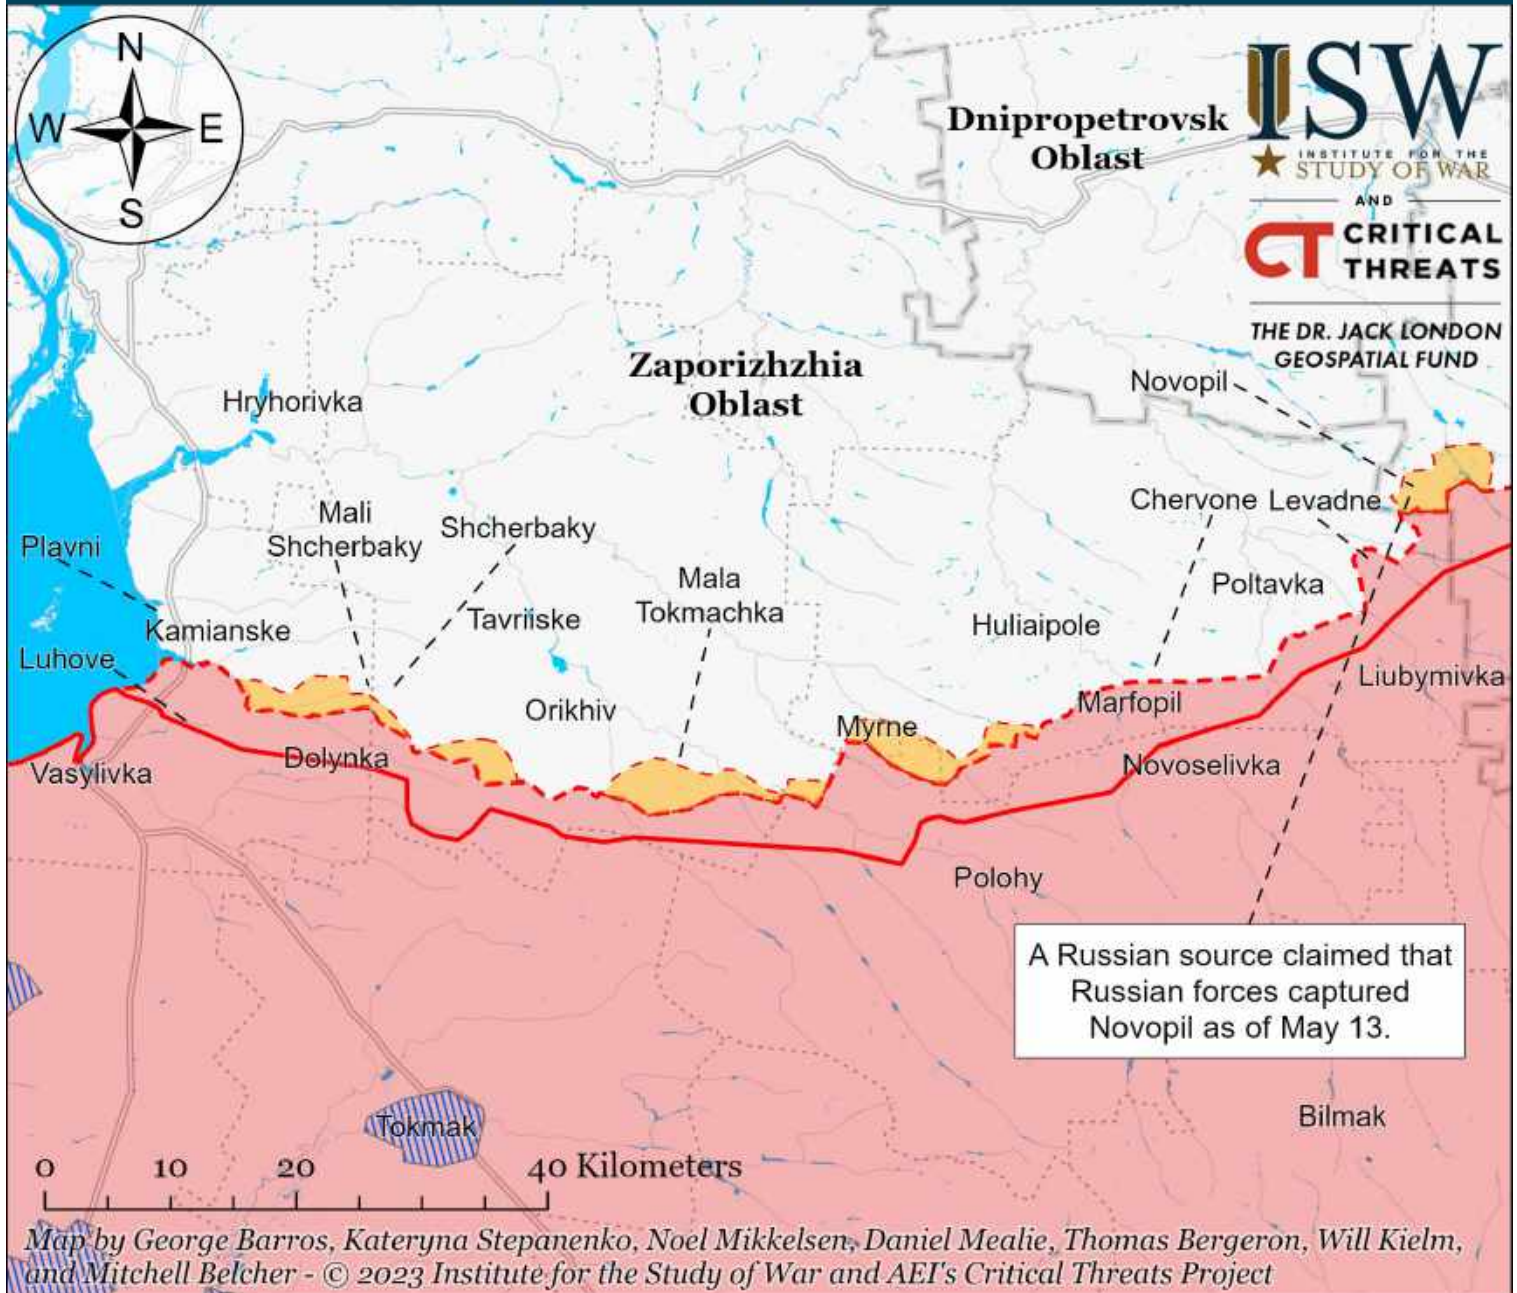 N
W
E
S
Dnipropetrovsk
Oblast
ISW
INSTITUTE FOR THE
STUDY OF WAR
AND
CT CRITICAL
THREATS
THE DR. JACK LONDON
GEOSPATIAL FUND
Zaporizhzhia
Oblast
Novopil
Hryhorivka
Chervone
Levadne
Mali
Shcherbaky
Shcherbaky
Plavni
Mala
Tokmachka
Poltavka
Tavriiske
Kamianske
Huliaipole
Luhove
Liubymivka
Orikhiv
Marfopil
Myrne
Dolynka
Vasylivka
Novoselivka
Polohy
A Russian source claimed that
Russian forces captured
Novopil as of May 13.
Tokmak
Bilmak
0 10 20 40 Kilometers
Map by George Barros, Kateryna Stepanenko, Noel Mikkelsen, Daniel Mealie, Thomas Bergeron, Will Kielm,
and Mitchell Belcher - © 2023 Institute for the Study of War and AEI's Critical Threats Project